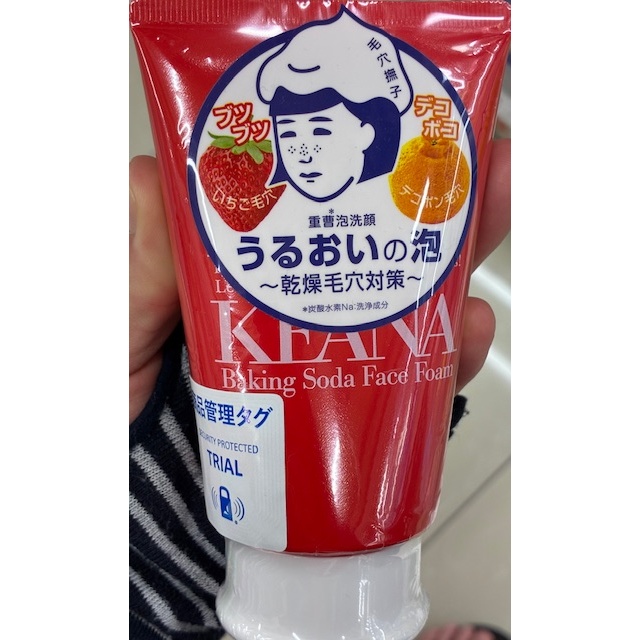 毛穴撫子
ブツ
ブツ
いちご毛穴
デコ
ボコ
デコポン毛穴
重曹泡洗顔*
うるおいの泡
～乾燥毛穴対策～
*炭酸水素Na:洗浄成分
KEANA
Baking Soda Face Foam
品管理タグ
SECURITY PROTECTED
TRIAL